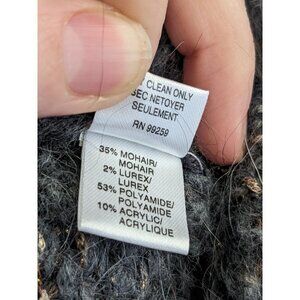 CLEAN ONLY
SEC NETOYER
SEULEMENT
RN 99259
35% MOHAIR/
MOHAIR
2% LUREX/
LUREX
53% POLYAMIDE/
POLYAMIDE
10% ACRYLIC/
ACRYLIQUE